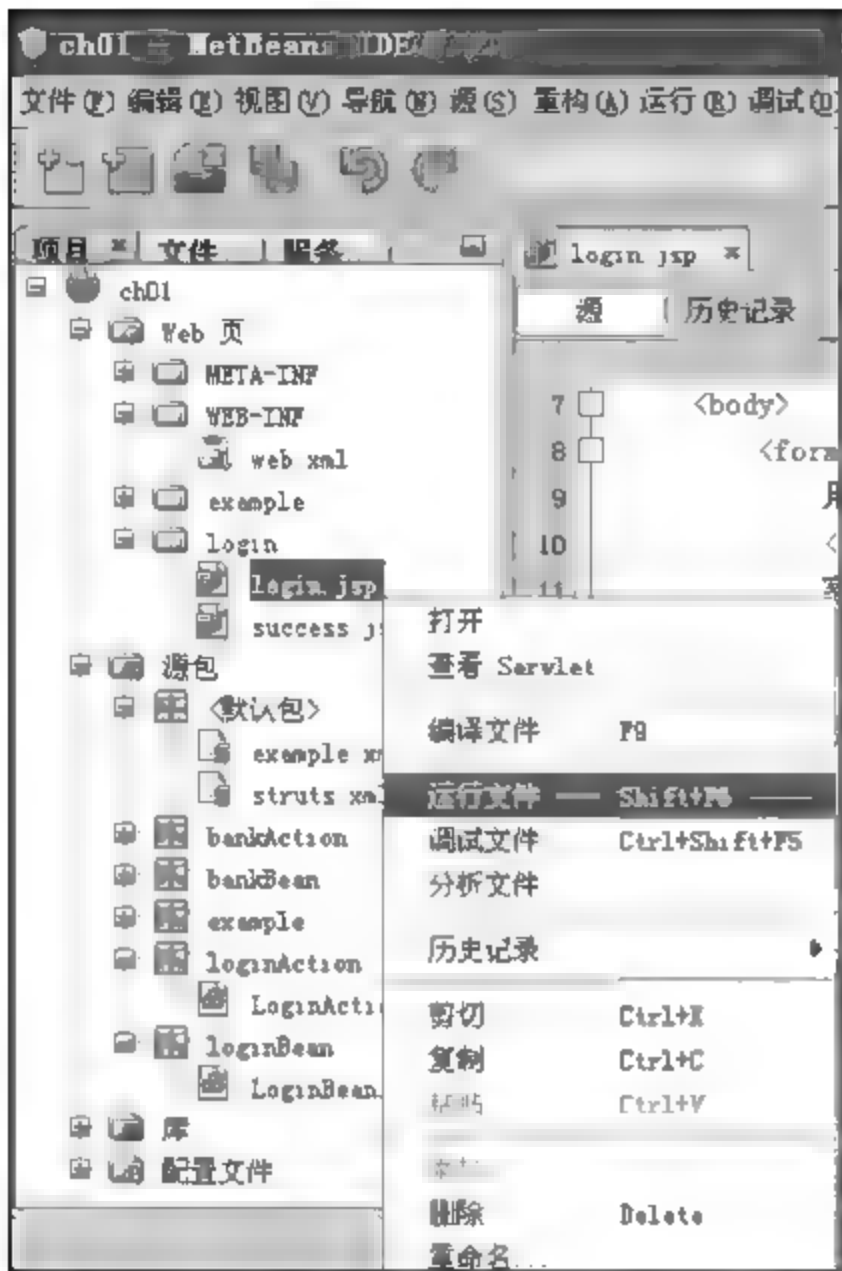 ch01 NetBeans IDE
文件(F) 编辑(E) 视图(V) 导航(N) 源(S) 重构(A) 运行(R) 调试(D)
项目 文件 服务
login.jsp
源 历史记录
ch01
Web 页
META-INF
WEB-INF
web.xml
example
login
login.jsp
success.j
源包
<默认包>
example.xm
struts.xml
bankAction
bankBean
example
loginAction
LoginActi
loginBean
LoginBean.
库
配置文件
7 <body>
8 <form
9
10 <
11
打开
查看 Servlet
编译文件 F9
运行文件 Shift+F6
调试文件 Ctrl+Shift+F5
分析文件
历史记录
剪切 Ctrl+X
复制 Ctrl+C
粘贴 Ctrl+V
删除 Delete
重命名...